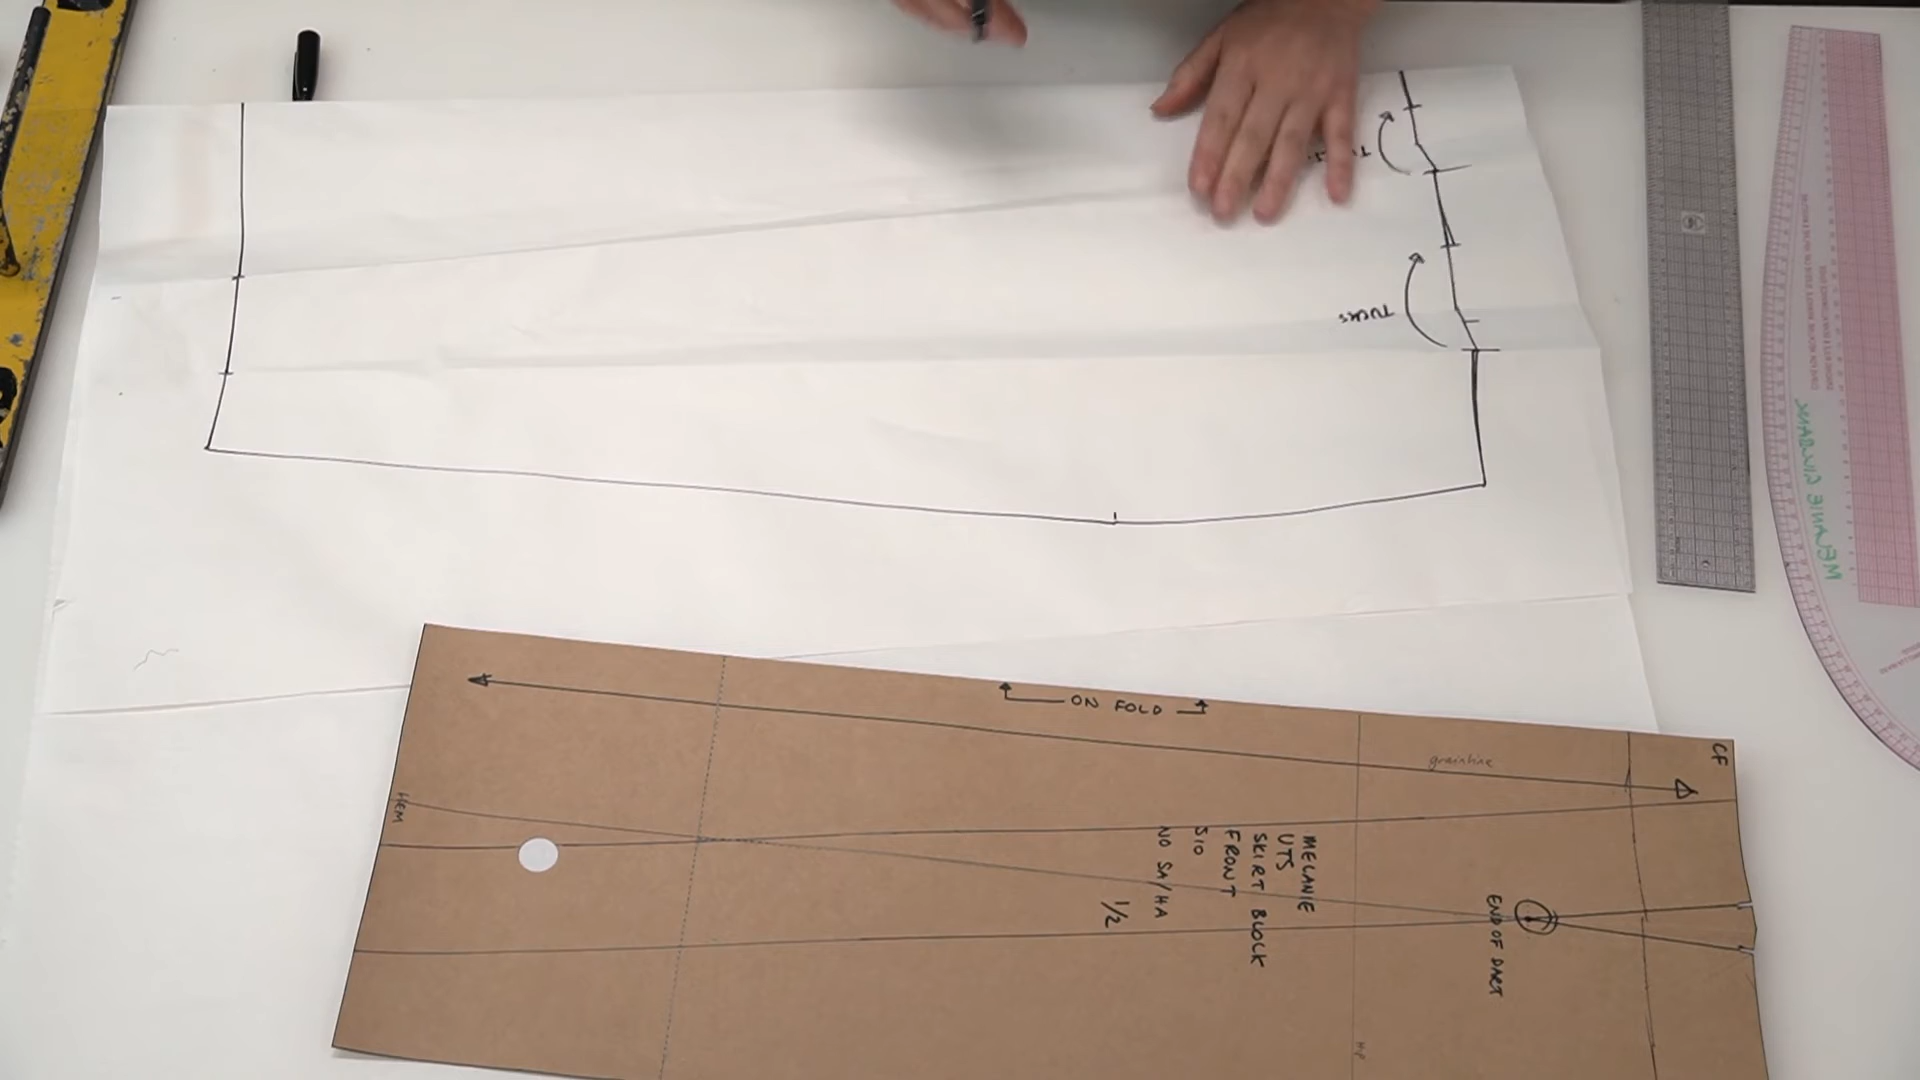 TUCKS
ON FOLD
CF
grainline
HEM
MELANIE
UTS
SKIRT BLOCK
FRONT
S10
NO SA/HA
1/2
END OF DART
HIP